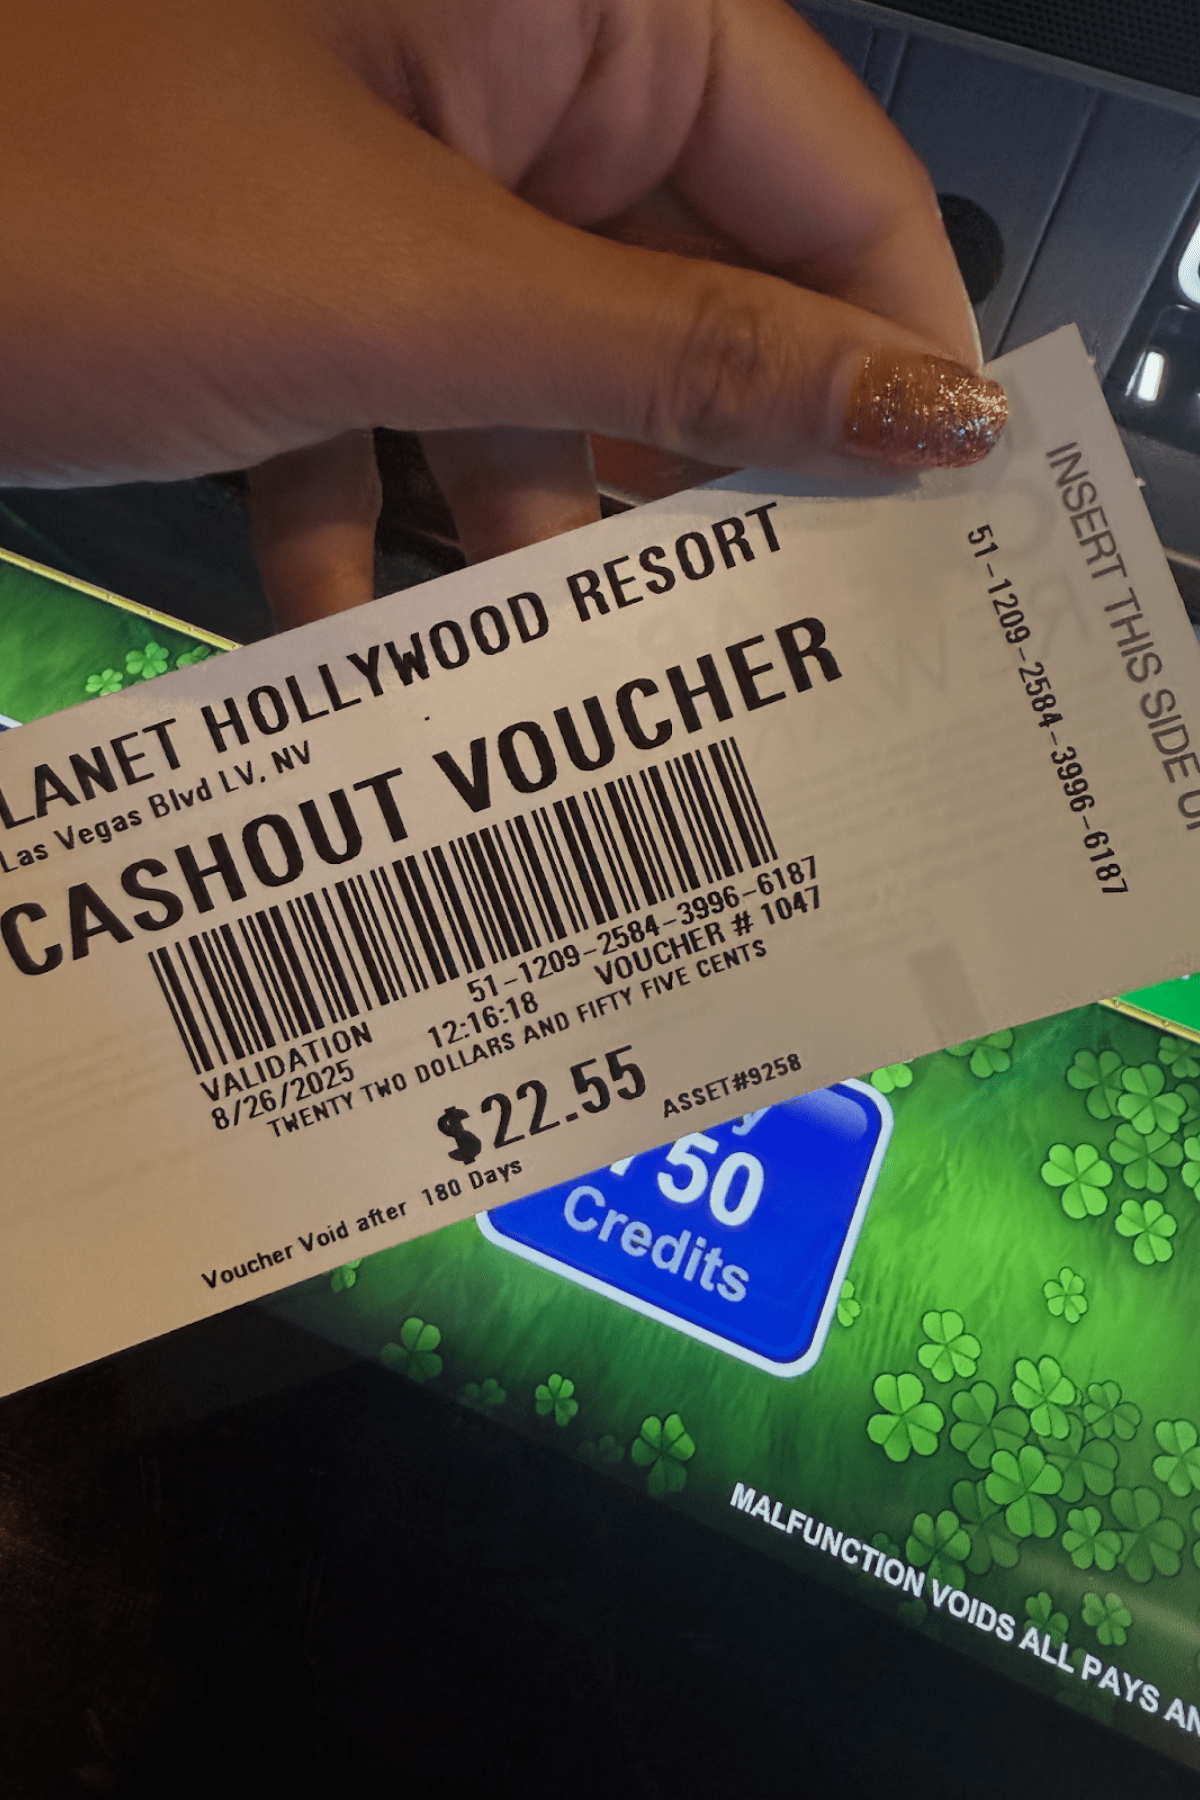 LANET HOLLYWOOD RESORT
Las Vegas Blvd LV, NV
CASHOUT VOUCHER
51-1209-2584-3996-6187
VALIDATION
VOUCHER # 1047
8/26/2025
12:16:18
TWENTY TWO DOLLARS AND FIFTY FIVE CENTS
$22.55
ASSET#9258
Voucher Void after 180 Days
INSERT THIS SIDE UP
51-1209-2584-3996-6187
50
Credits
MALFUNCTION VOIDS ALL PAYS AN